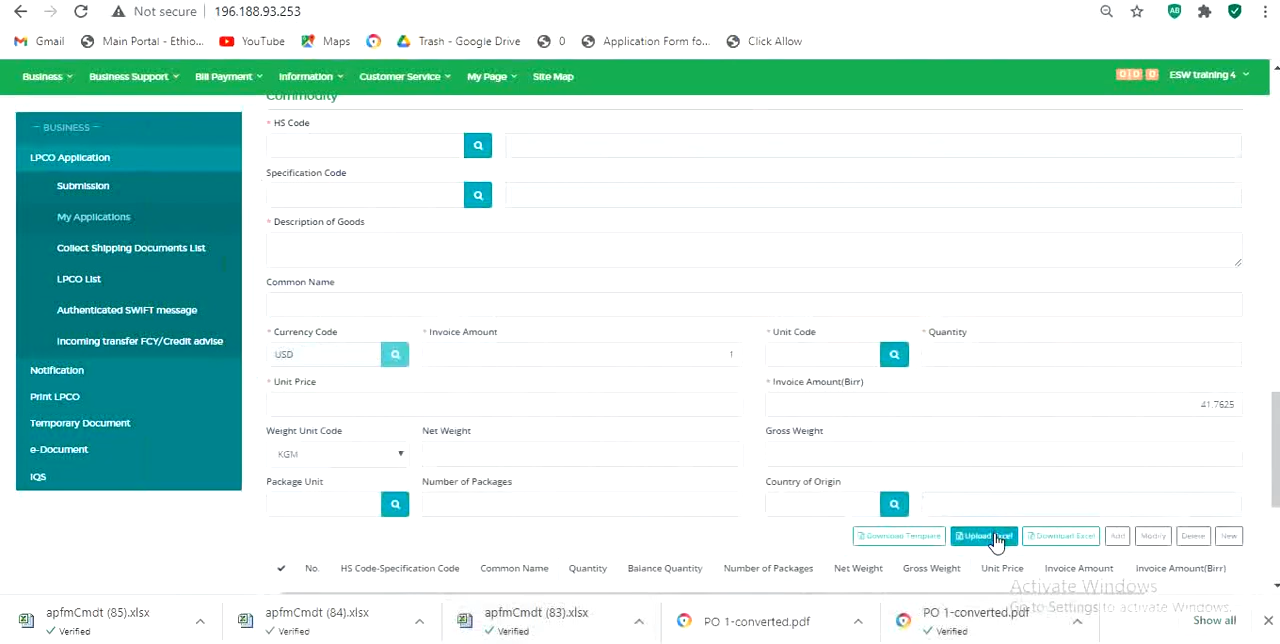 Not secure | 196.188.93.253
Gmail Main Portal - Ethio... YouTube Maps Trash - Google Drive 0 Application Form fo... Click Allow
Business Business Support Bill Payment Information Customer Service My Page Site Map 0 0 0 ESW training 4
Commodity
— BUSINESS —
LPCO Application
Submission
My Applications
Collect Shipping Documents List
LPCO List
Authenticated SWIFT message
Incoming transfer FCY/Credit advise
Notification
Print LPCO
Temporary Document
e-Document
IQS
* HS Code
Specification Code
* Description of Goods
Common Name
* Currency Code * Invoice Amount * Unit Code * Quantity
USD 1
* Unit Price * Invoice Amount(Birr)
41.7625
Weight Unit Code Net Weight Gross Weight
KGM
Package Unit Number of Packages Country of Origin
Download Template Upload Excel Download Excel Add Modify Delete New
No. HS Code-Specification Code Common Name Quantity Balance Quantity Number of Packages Net Weight Gross Weight Unit Price Invoice Amount Invoice Amount(Birr)
Activate Windows
Go to Settings to activate Windows.
apfmCmdt (85).xlsx apfmCmdt (84).xlsx apfmCmdt (83).xlsx PO 1-converted.pdf PO 1-converted.pdf Show all
Verified Verified Verified Verified